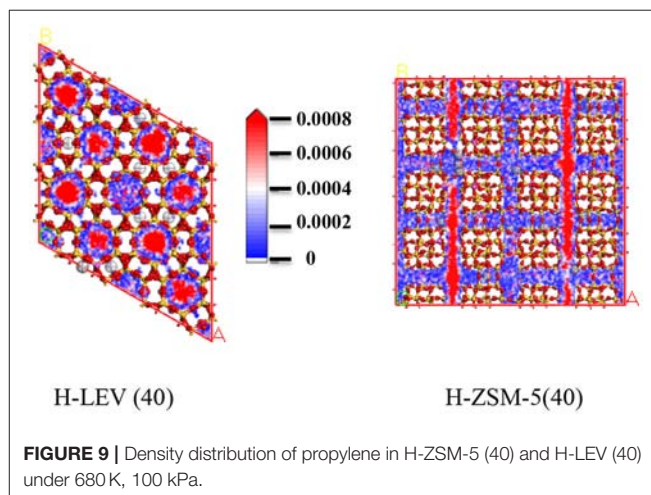 B
B
0.0008
0.0006
0.0004
0.0002
0
A
A
H-LEV (40)
H-ZSM-5(40)
FIGURE 9 | Density distribution of propylene in H-ZSM-5 (40) and H-LEV (40)
under 680 K, 100 kPa.